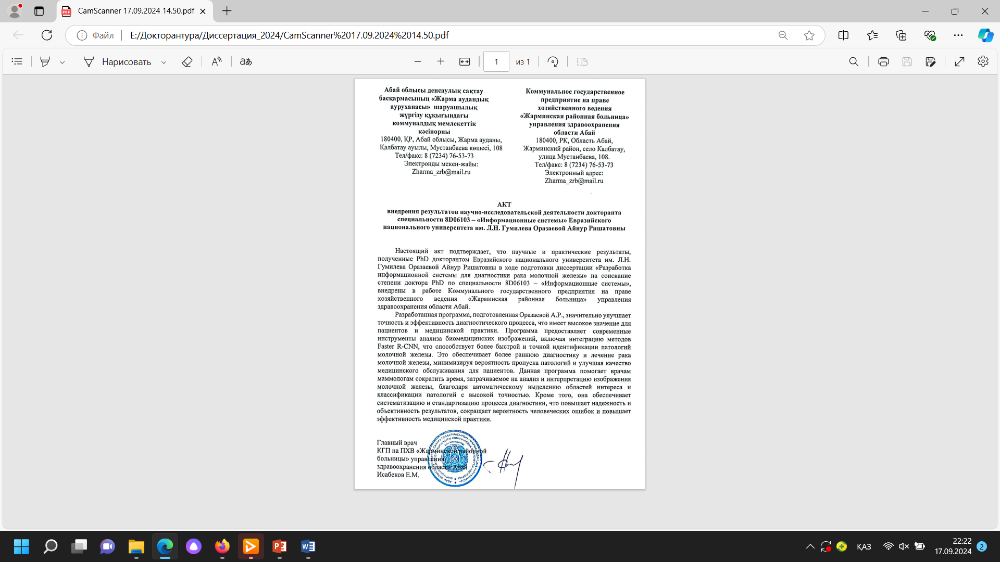 CamScanner 17.09.2024 14.50.pdf
Файл
E:/Докторантура/Диссертация_2024/CamScanner%2017.09.2024%2014.50.pdf
Нарисовать
aあ
1
из 1
Абай облысы денсаулық сақтау
басқармасының «Жарма аудандық
ауруханасы» шаруашылық
жүргізу құқығындағы
коммуналдық мемлекеттік
кәсіпорны
180400, ҚР, Абай облысы, Жарма ауданы,
Қалбатау ауылы, Мустанбаева көшесі, 108
Тел/факс: 8 (7234) 76-53-73
Электронды мекен-жайы:
Zharma_zrb@mail.ru
Коммунальное государственное
предприятие на праве
хозяйственного ведения
«Жарминская районная больница»
управления здравоохранения
области Абай
180400, РК, Область Абай,
Жарминский район, село Калбатау,
улица Мустанбаева, 108.
Тел/факс: 8 (7234) 76-53-73
Электронный адрес:
Zharma_zrb@mail.ru
АКТ
внедрения результатов научно-исследовательской деятельности докторанта
специальности 8D06103 – «Информационные системы» Евразийского
национального университета им. Л.Н. Гумилева Оразаевой Айнур Ришатовны
Настоящий акт подтверждает, что научные и практические результаты,
полученные PhD докторантом Евразийского национального университета им. Л.Н.
Гумилева Оразаевой Айнур Ришатовны в ходе подготовки диссертации «Разработка
информационной системы для диагностики рака молочной железы» на соискание
степени доктора PhD по специальности 8D06103 – «Информационные системы»,
внедрены в работе Коммунального государственного предприятия на праве
хозяйственного ведения «Жарминская районная больница» управления
здравоохранения области Абай.
Разработанная программа, подготовленная Оразаевой А.Р., значительно улучшает
точность и эффективность диагностического процесса, что имеет высокое значение для
пациентов и медицинской практики. Программа предоставляет современные
инструменты анализа биомедицинских изображений, включая интеграцию методов
Faster R-CNN, что способствует более быстрой и точной идентификации патологий
молочной железы. Это обеспечивает более раннюю диагностику и лечение рака
молочной железы, минимизируя вероятность пропуска патологий и улучшая качество
медицинского обслуживания для пациентов. Данная программа помогает врачам
маммологам сократить время, затрачиваемое на анализ и интерпретацию изображения
молочной железы, благодаря автоматическому выделению областей интереса и
классификации патологий с высокой точностью. Кроме того, она обеспечивает
систематизацию и стандартизацию процесса диагностики, что повышает надежность и
объективность результатов, сокращает вероятность человеческих ошибок и повышает
эффективность медицинской практики.
Главный врач
КГП на ПХВ «Жарминской районной
больницы» управления
здравоохранения области Абай
Исабеков Е.М.
ҚАЗ
22:22
17.09.2024
2